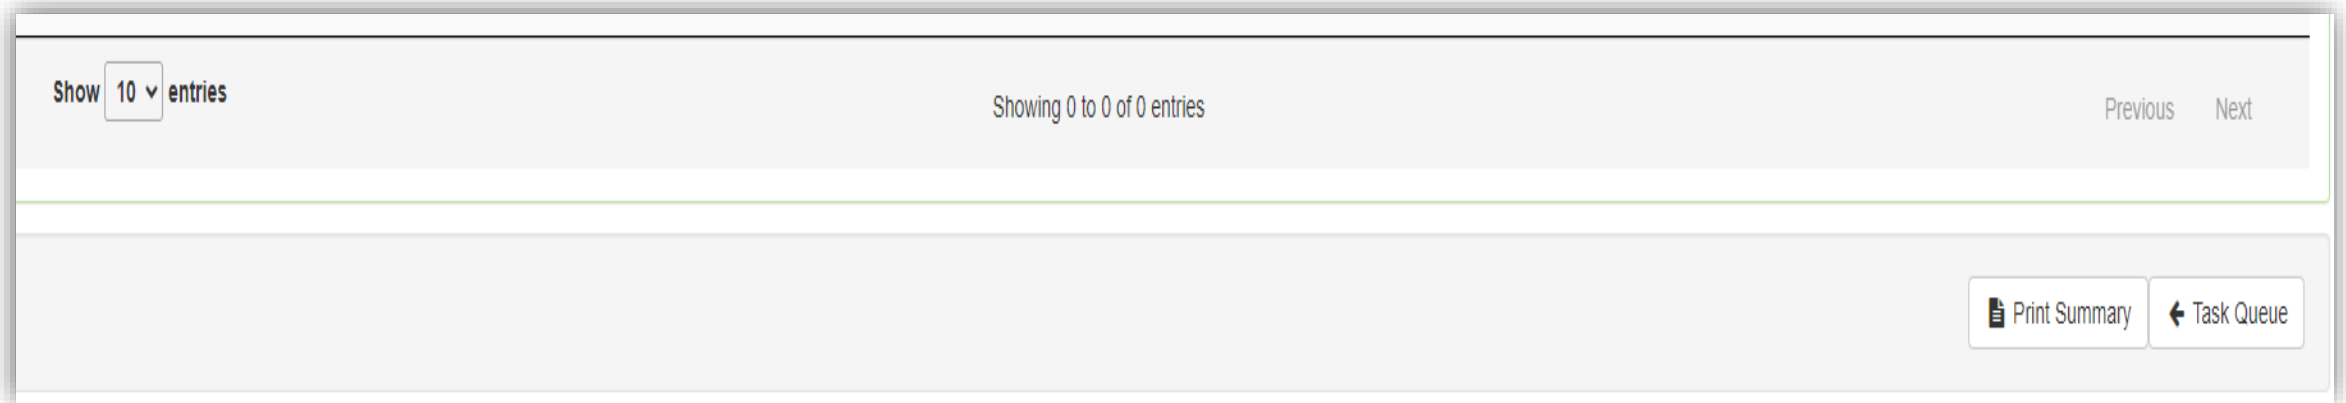 Show 10 entries
Showing 0 to 0 of 0 entries
Previous Next
Print Summary
Task Queue